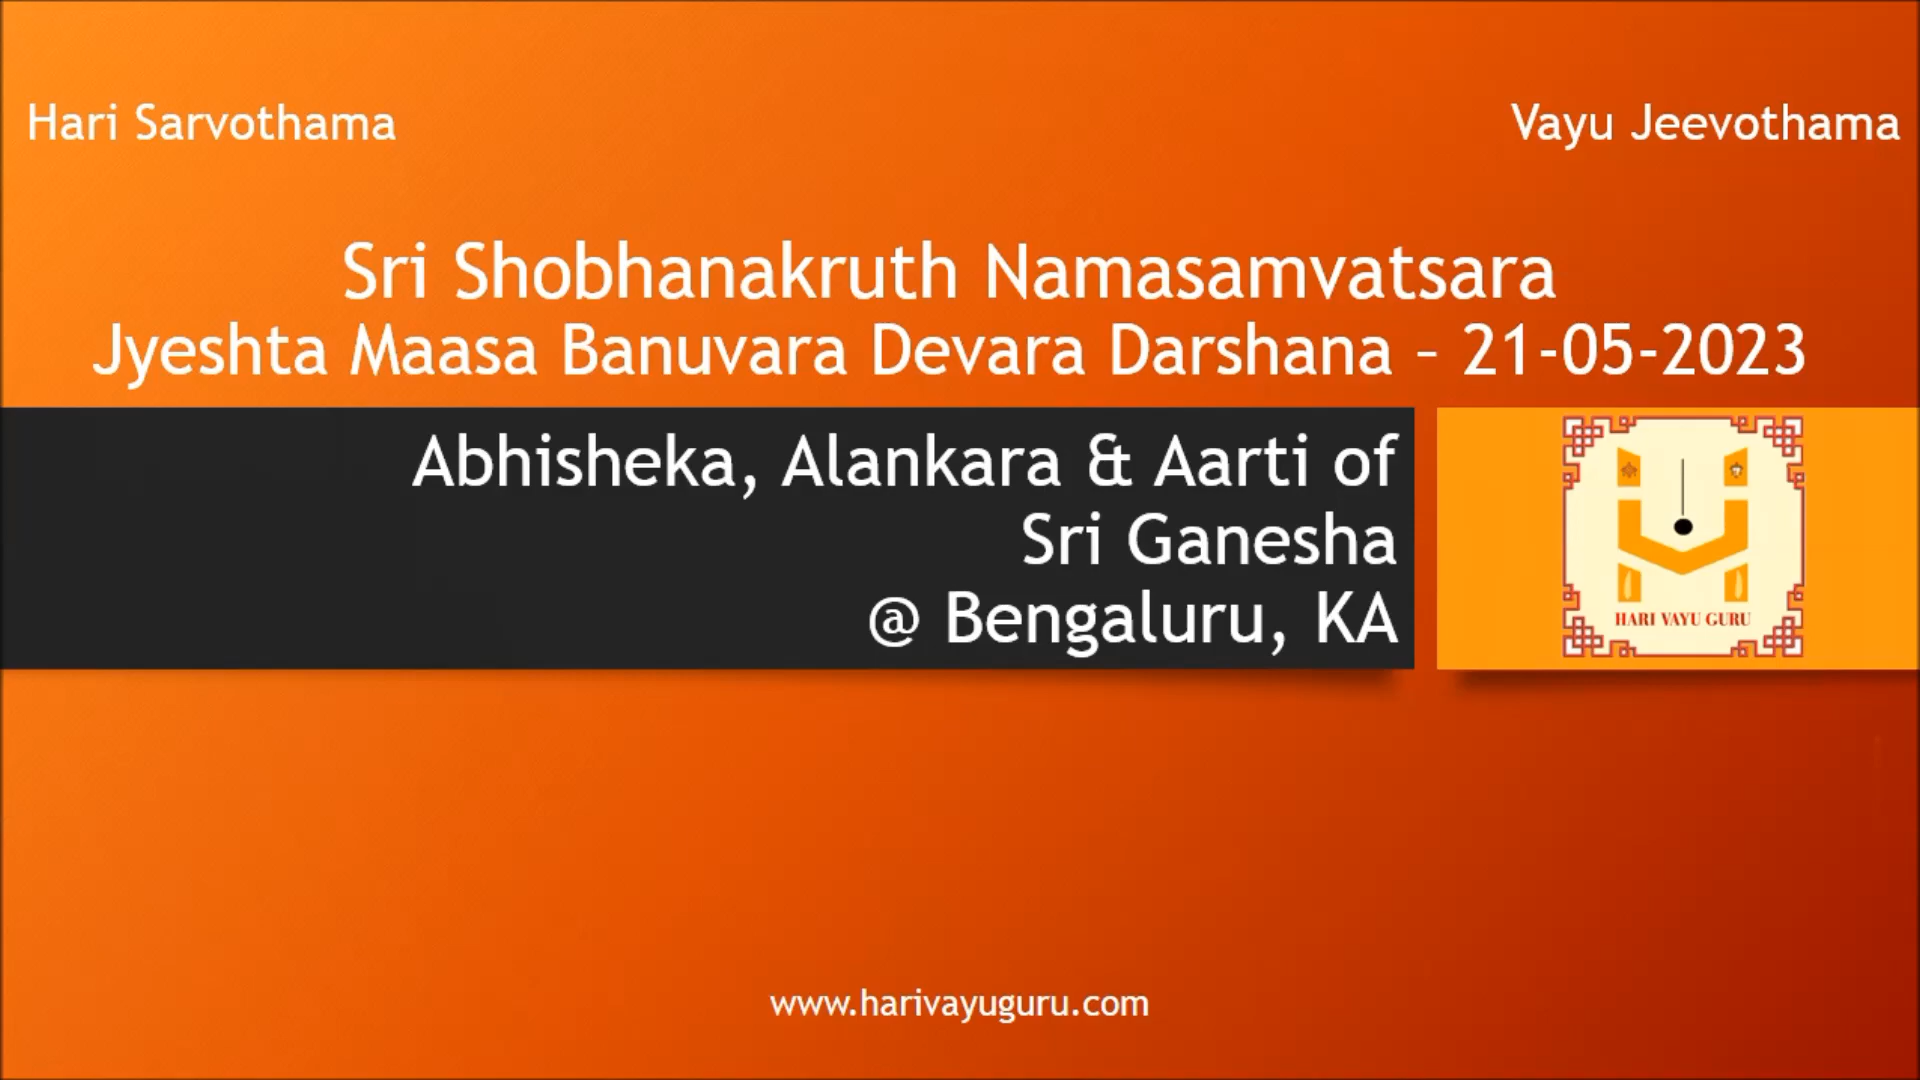 Hari Sarvothama
Vayu Jeevothama
Sri Shobhanakruth Namasamvatsara
Jyeshta Maasa Banuvara Devara Darshana – 21-05-2023
Abhisheka, Alankara & Aarti of
Sri Ganesha
@ Bengaluru, KA
HARI VAYU GURU
www.harivayuguru.com